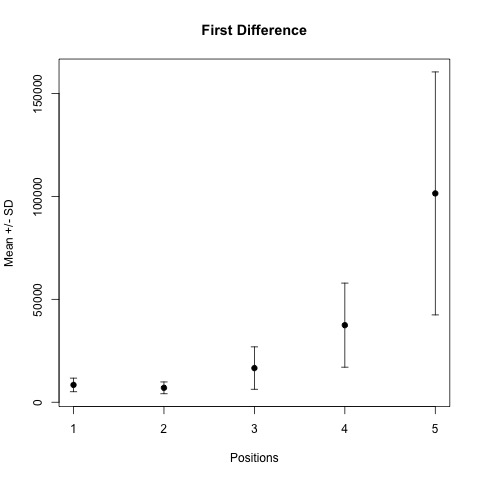 First Difference
Mean +/- SD
150000
100000
50000
0
1 2 3 4 5
Positions